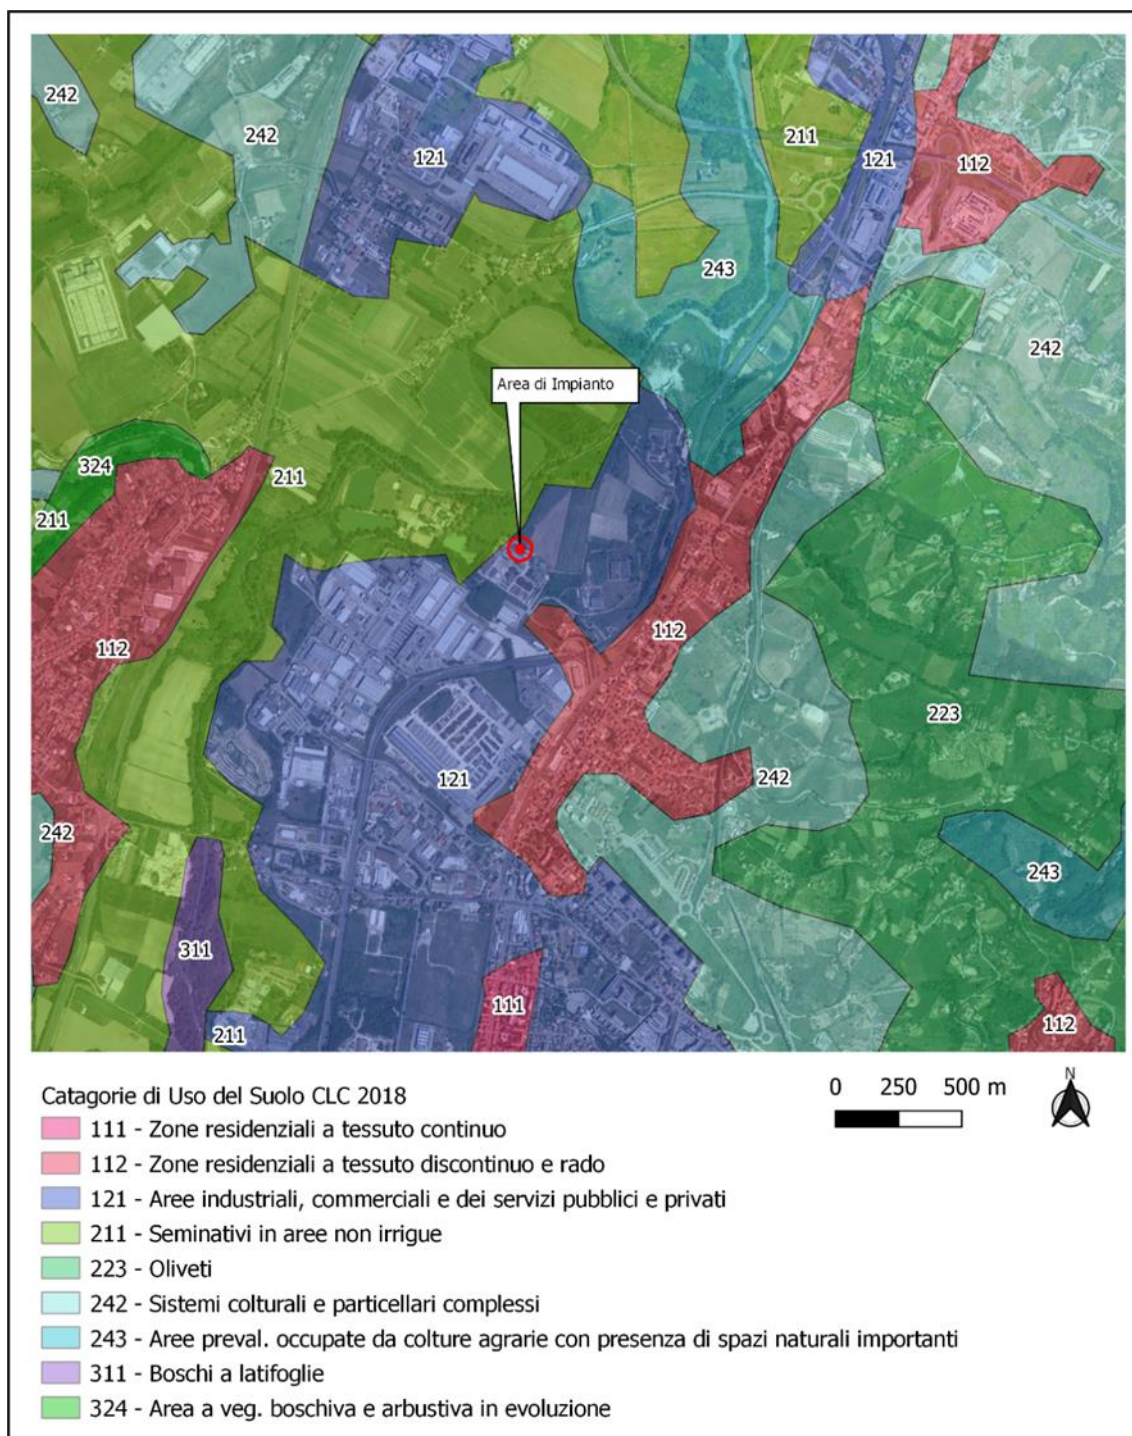 242
242
121
211
121
112
243
242
Area di Impianto
324
211
211
112
112
223
121
242
242
243
311
111
211
112
Catagorie di Uso del Suolo CLC 2018
0 250 500 m
N
111 - Zone residenziali a tessuto continuo
112 - Zone residenziali a tessuto discontinuo e rado
121 - Aree industriali, commerciali e dei servizi pubblici e privati
211 - Seminativi in aree non irrigue
223 - Oliveti
242 - Sistemi colturali e particellari complessi
243 - Aree preval. occupate da colture agrarie con presenza di spazi naturali importanti
311 - Boschi a latifoglie
324 - Area a veg. boschiva e arbustiva in evoluzione